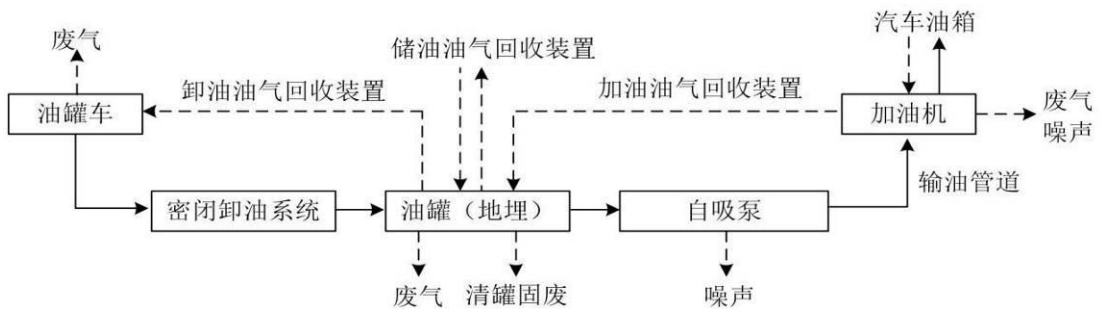 汽车油箱
废气
储油油气回收装置
卸油油气回收装置
加油油气回收装置
油罐车
加油机
废气
噪声
输油管道
密闭卸油系统
油罐（地埋）
自吸泵
废气
清罐固废
噪声